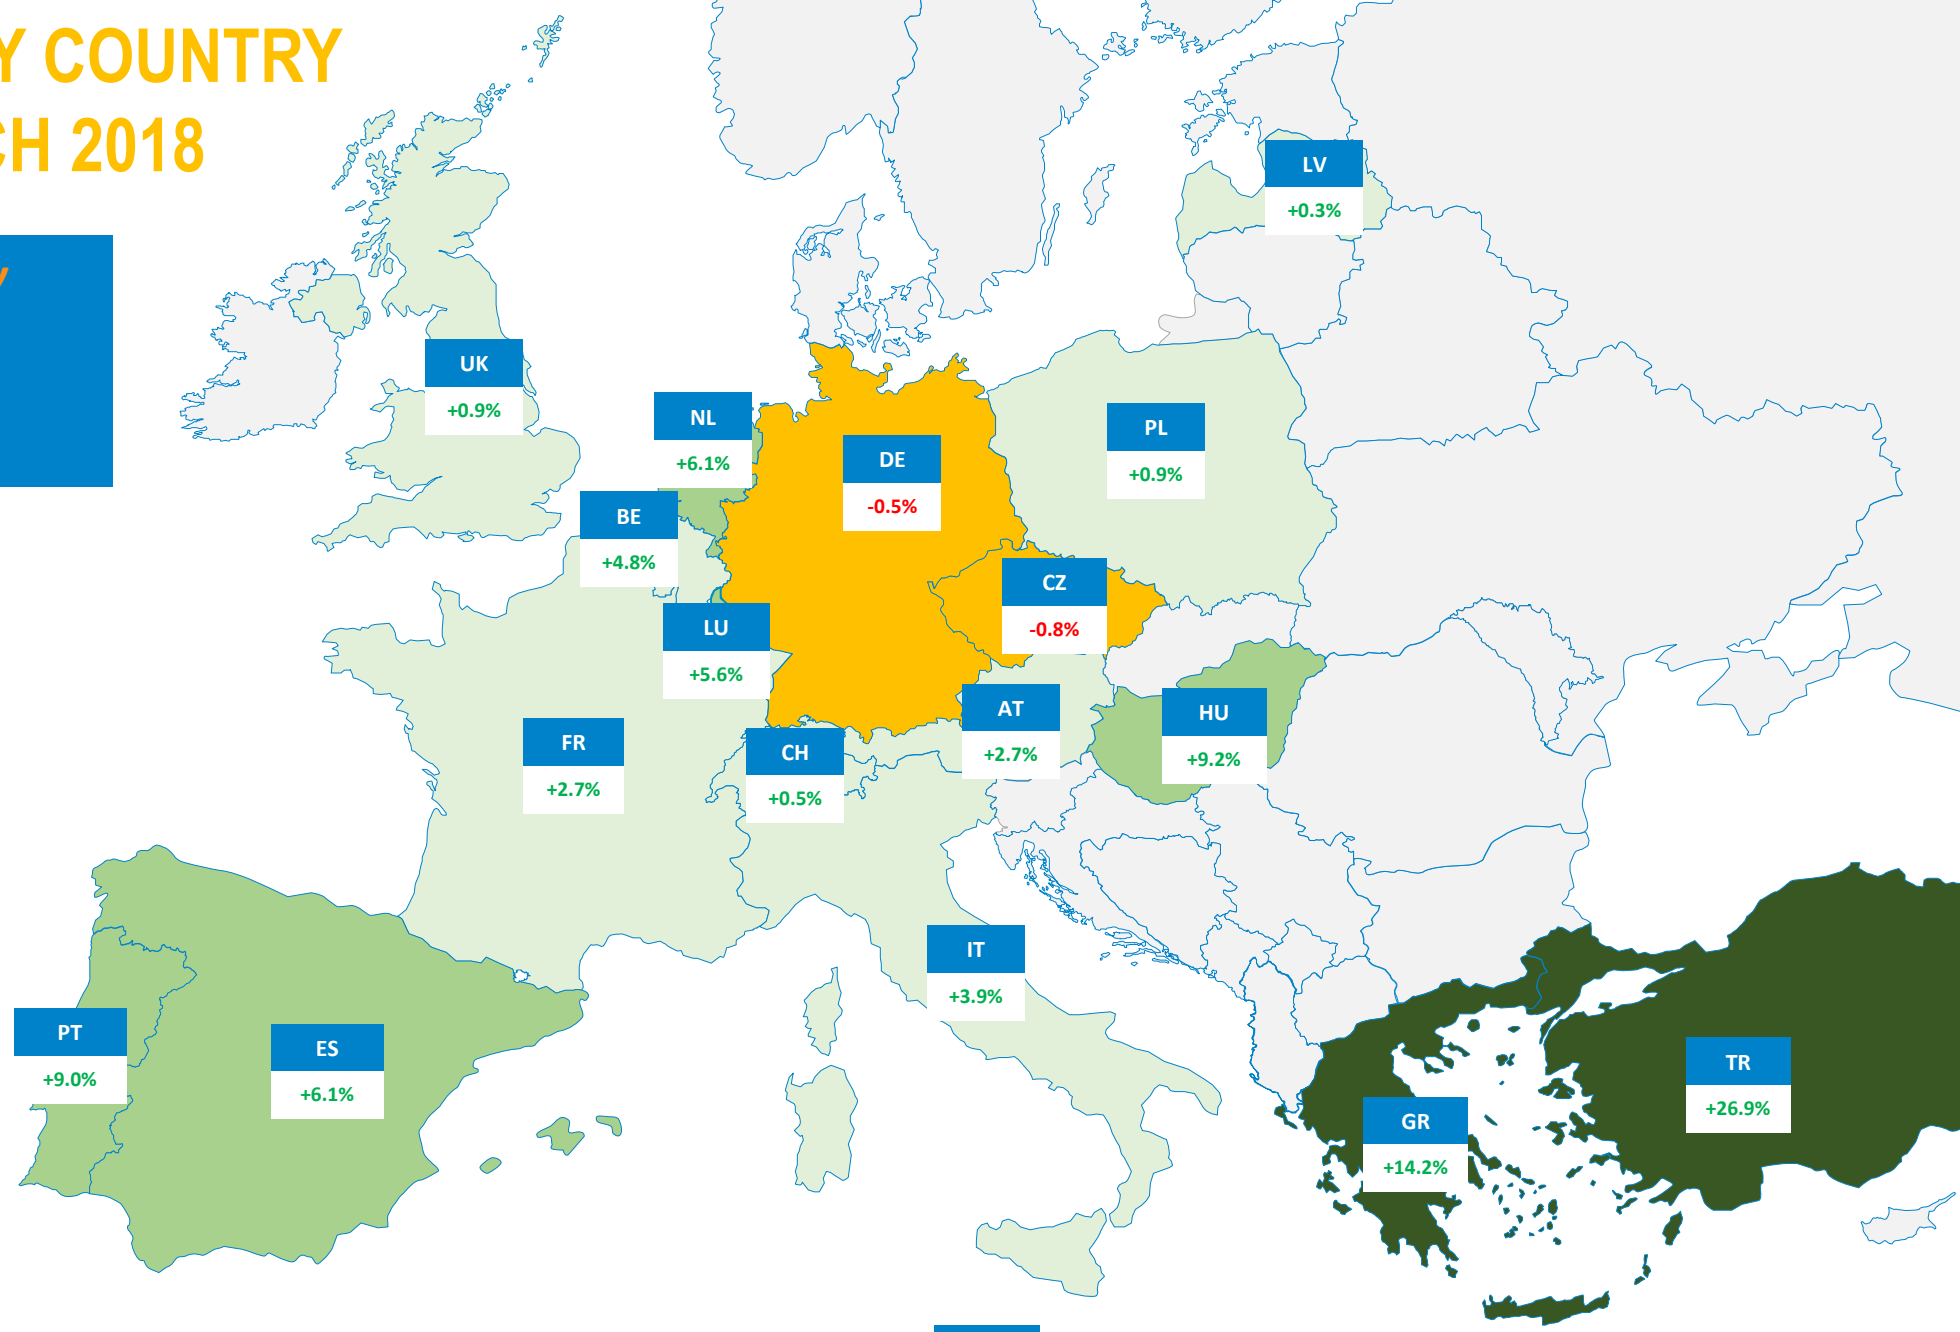 Y COUNTRY
CH 2018
LV
+0.3%
UK
+0.9%
NL
+6.1%
PL
+0.9%
DE
-0.5%
BE
+4.8%
CZ
-0.8%
LU
+5.6%
AT
+2.7%
HU
+9.2%
FR
+2.7%
CH
+0.5%
IT
+3.9%
PT
+9.0%
ES
+6.1%
TR
+26.9%
GR
+14.2%